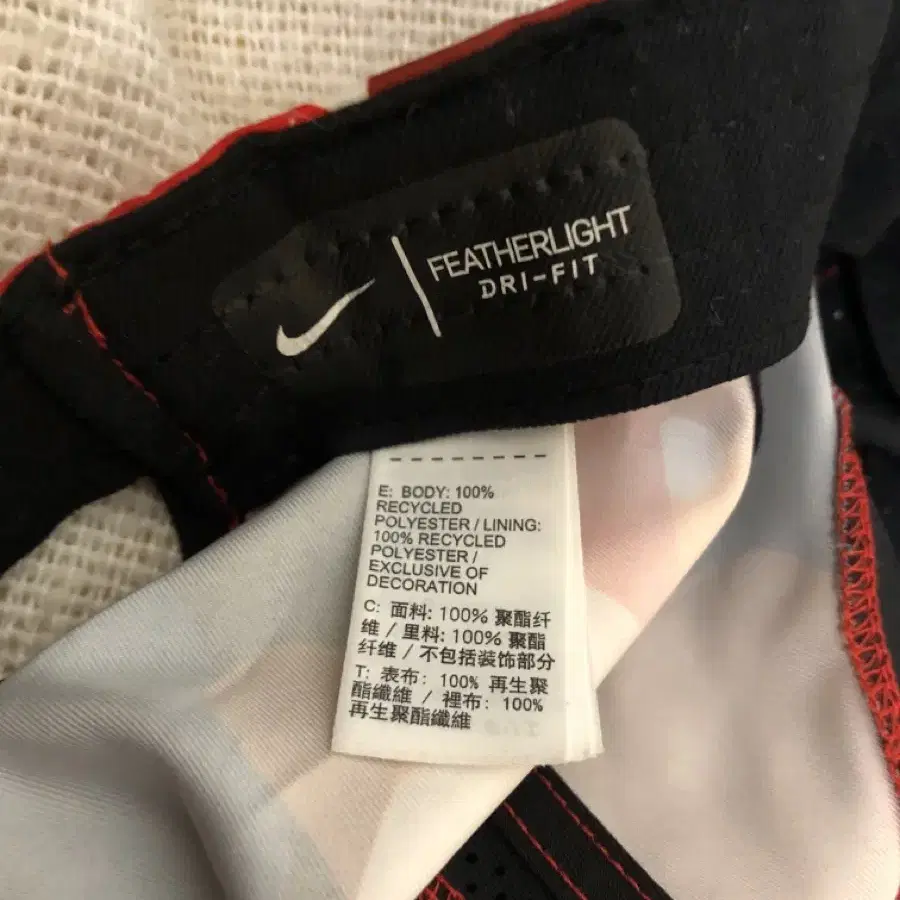 FEATHERLIGHT
DRI-FIT
E: BODY: 100%
RECYCLED
POLYESTER / LINING:
100% RECYCLED
POLYESTER /
EXCLUSIVE OF
DECORATION
C: 面料: 100% 聚酯纤
维 / 里料: 100% 聚酯
纤维 / 不包括装饰部分
T: 表布: 100% 再生聚
酯纖維 / 裡布: 100%
再生聚酯纖維